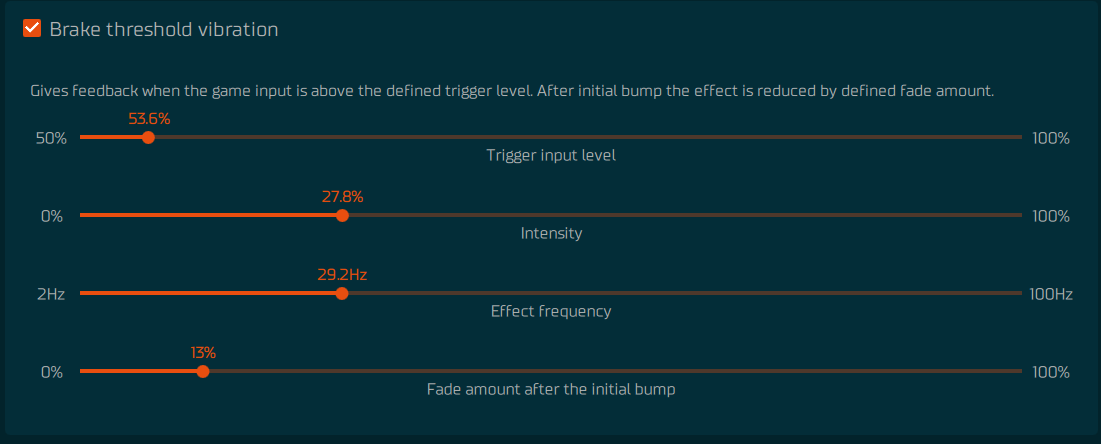 Brake threshold vibration
Gives feedback when the game input is above the defined trigger level. After initial bump the effect is reduced by defined fade amount.
53.6%
50% 100%
Trigger input level
27.8%
0% 100%
Intensity
29.2Hz
2Hz 100Hz
Effect frequency
13%
0% 100%
Fade amount after the initial bump